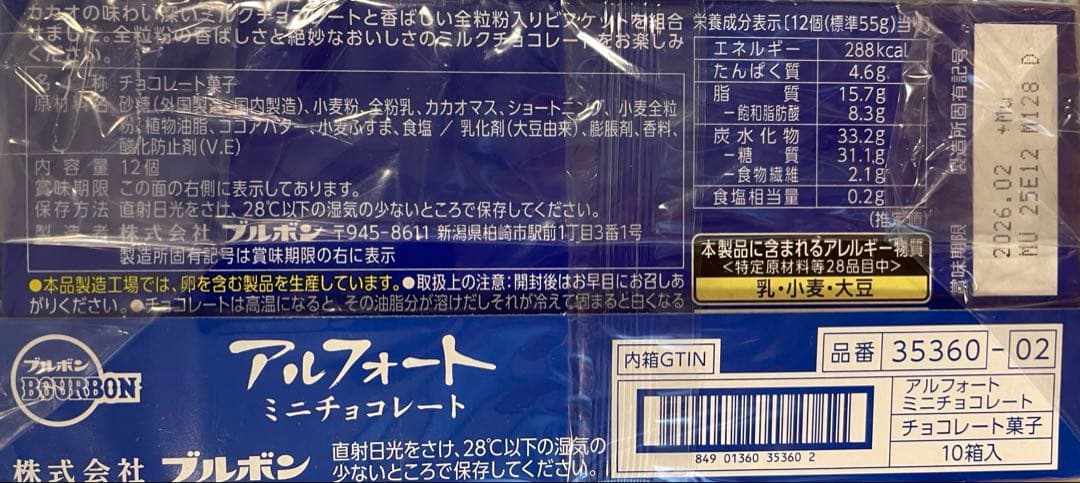 カカオの味わい深いミルクチョコレートと香ばしい全粒粉入りビスケットを組合
せました。全粒粉の香ばしさと絶妙なおいしさのミルクチョコレートをお楽しみ
ください。
名 称 チョコレート菓子
原材料名 砂糖(外国製造、国内製造)、小麦粉、全粉乳、カカオマス、ショートニング、小麦全粒
粉、植物油脂、ココアバター、小麦ふすま、食塩 / 乳化剤(大豆由来)、膨脹剤、香料、
酸化防止剤(V.E)
内容量 12個
賞味期限 この面の右側に表示してあります。
保存方法 直射日光をさけ、28℃以下の湿気の少ないところで保存してください。
製造者 株式会社 ブルボン 〒945-8611 新潟県柏崎市駅前1丁目3番1号
製造所固有記号は賞味期限の右に表示
●本品製造工場では、卵を含む製品を生産しています。●取扱上の注意:開封後はお早目にお召しあ
がりください。●チョコレートは高温になると、その油脂分が溶けだしそれが冷えて固まると白くなる
栄養成分表示[12個(標準55g)当り]
エネルギー 288kcal
たんぱく質 4.6g
脂質 15.7g
-飽和脂肪酸 8.3g
炭水化物 33.2g
-糖質 31.1g
-食物繊維 2.1g
食塩相当量 0.2g
(推定値)
本製品に含まれるアレルギー物質
<特定原材料等28品目中>
乳・小麦・大豆
賞味期限 製造所固有記号
2026.02 +Mu
MU 25E12 M128 D
ブルボン
BOURBON
アルフォート
ミニチョコレート
株式会社 ブルボン
直射日光をさけ、28℃以下の湿気の
少ないところで保存してください。
内箱GTIN
品番 35360-02
849 01360 35360 2
アルフォート
ミニチョコレート
チョコレート菓子
10箱入